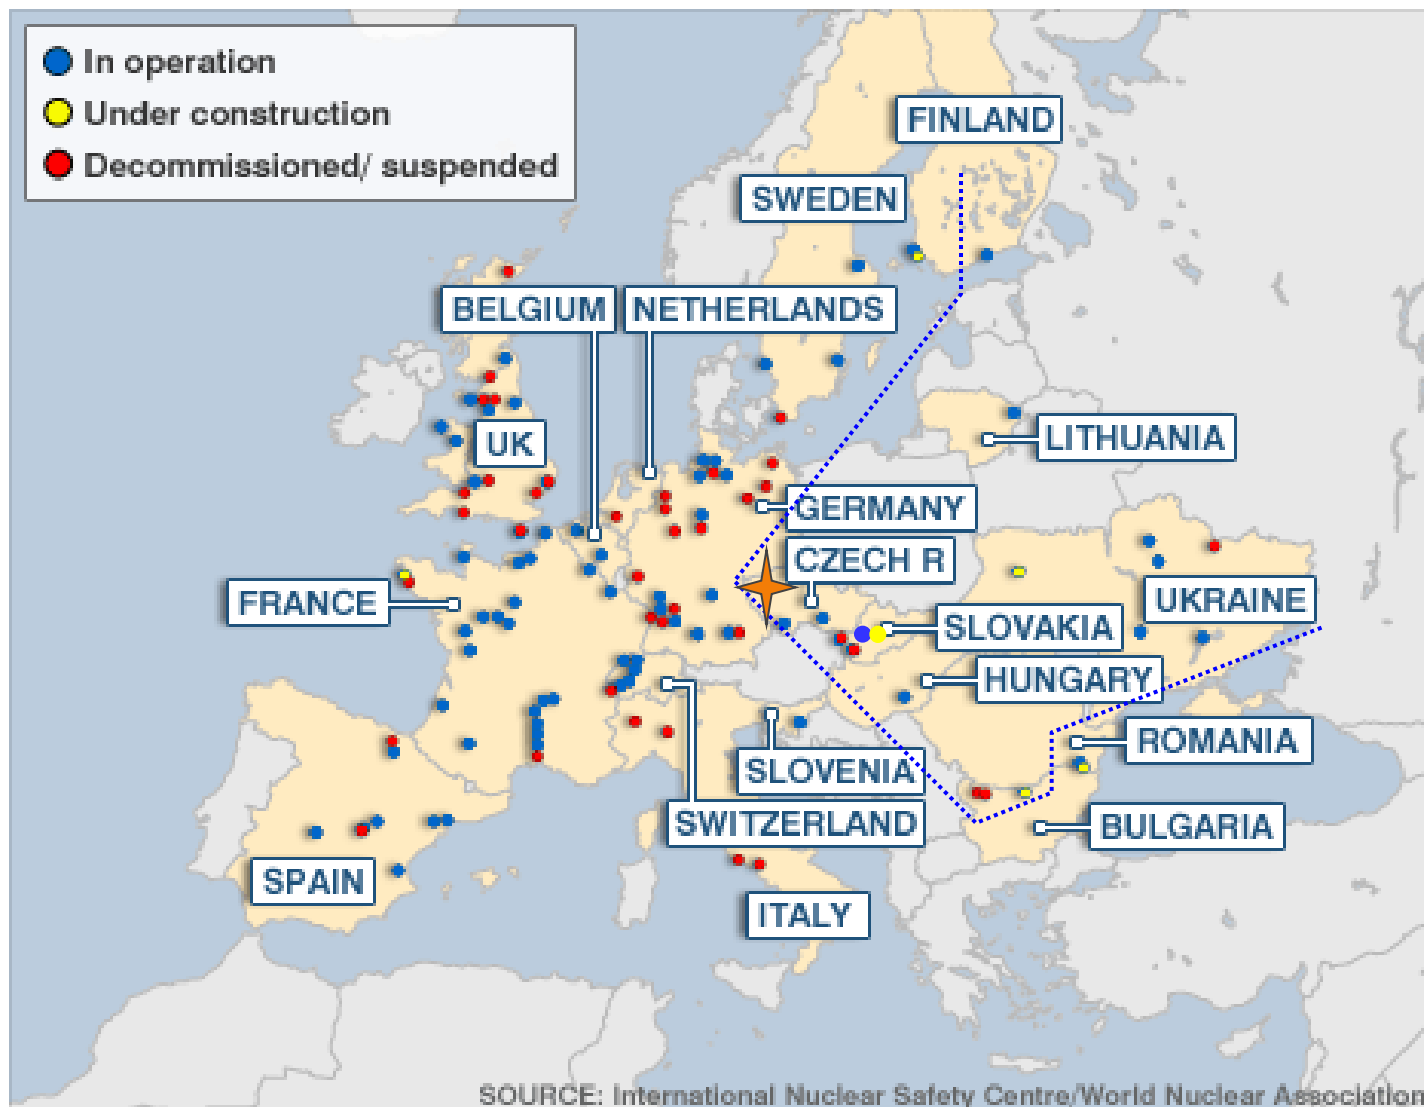 In operation
Under construction
Decommissioned/ suspended
FINLAND
SWEDEN
BELGIUM
NETHERLANDS
UK
LITHUANIA
GERMANY
CZECH R
FRANCE
UKRAINE
SLOVAKIA
HUNGARY
ROMANIA
SLOVENIA
SWITZERLAND
BULGARIA
SPAIN
ITALY
SOURCE: International Nuclear Safety Centre/World Nuclear Association